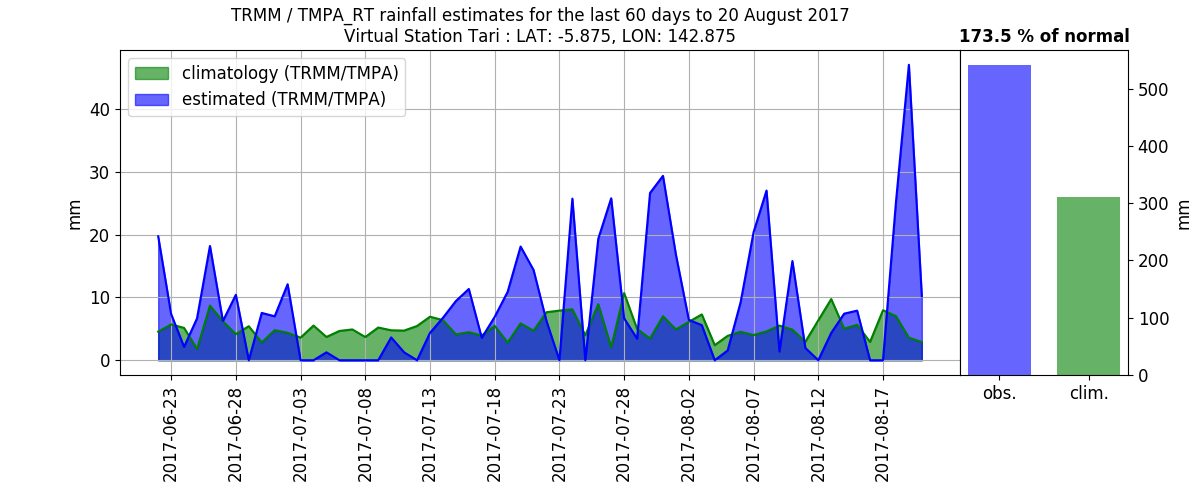 TRMM / TMPA_RT rainfall estimates for the last 60 days to 20 August 2017
Virtual Station Tari : LAT: -5.875, LON: 142.875
173.5 % of normal
climatology (TRMM/TMPA)
estimated (TRMM/TMPA)
mm
40
30
20
10
0
2017-06-23
2017-06-28
2017-07-03
2017-07-08
2017-07-13
2017-07-18
2017-07-23
2017-07-28
2017-08-02
2017-08-07
2017-08-12
2017-08-17
500
400
300
200
100
0
mm
obs.
clim.